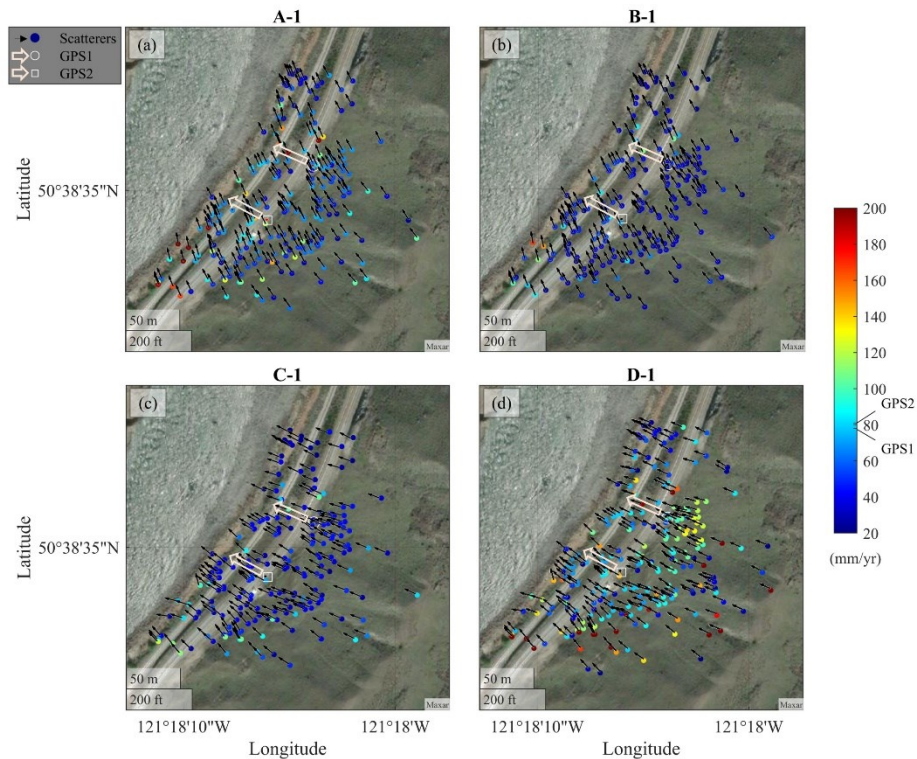 A-1
B-1
Scatterers
GPS1
GPS2
(a)
(b)
Latitude
50°38'35"N
50 m
200 ft
Maxar
50 m
200 ft
Maxar
C-1
D-1
(c)
(d)
Latitude
50°38'35"N
50 m
200 ft
Maxar
50 m
200 ft
Maxar
121°18'10"W
121°18'W
121°18'10"W
121°18'W
Longitude
Longitude
200
180
160
140
120
100
GPS2
80
GPS1
60
40
20
(mm/yr)